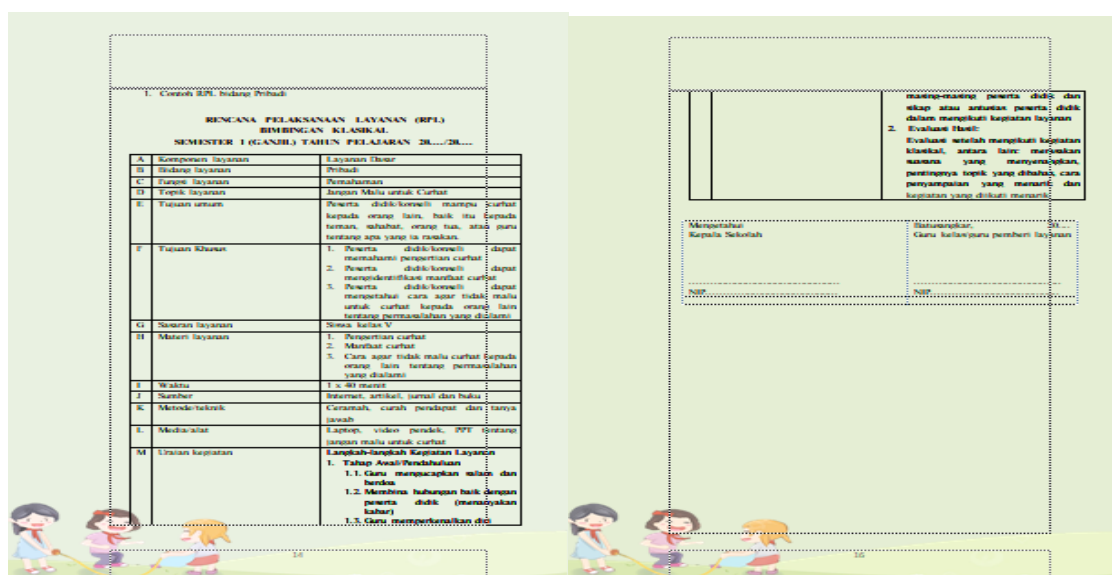 1. Contoh RPL bidang Pribadi
RENCANA PELAKSANAAN LAYANAN (RPL)
BIMBINGAN KLASIKAL
SEMESTER 1 (GANJIL) TAHUN PELAJARAN 20..../20....
A Komponen layanan Layanan Dasar
B Bidang layanan Pribadi
C Fungsi layanan Pemahaman
D Topik layanan Jangan Malu untuk Curhat
E Tujuan umum Peserta didik/konseli mampu curhat
kepada orang lain, baik itu kepada
teman, sahabat, orang tua, atau guru
tentang apa yang ia rasakan.
F Tujuan Khusus 1. Peserta didik/konseli dapat
memahami pengertian curhat
2. Peserta didik/konseli dapat
mengidentifikasi manfaat curhat
3. Peserta didik/konseli dapat
mengetahui cara agar tidak malu
untuk curhat kepada orang lain
tentang permasalahan yang dialami
G Sasaran layanan Siswa kelas V
H Materi layanan 1. Pengertian curhat
2. Manfaat curhat
3. Cara agar tidak malu curhat kepada
orang lain tentang permasalahan
yang dialami
I Waktu 1 x 40 menit
J Sumber Internet, artikel, jurnal dan buku
K Metode/teknik Ceramah, curah pendapat dan tanya
jawab
L Media/alat Laptop, video pendek, PPT tentang
jangan malu untuk curhat
M Uraian kegiatan Langkah-langkah Kegiatan Layanan
1. Tahap Awal/Pendahuluan
1.1. Guru mengucapkan salam dan
berdoa
1.2. Membina hubungan baik dengan
peserta didik (menanyakan
kabar)
1.3. Guru memperkenalkan diri
14
masing-masing peserta didik dan
sikap atau antusias peserta didik
dalam mengikuti kegiatan layanan
2. Evaluasi Hasil:
Evaluasi setelah mengikuti kegiatan
klasikal, antara lain: merasakan
suasana yang menyenangkan,
pentingnya topik yang dibahas, cara
penyampaian yang menarik dan
kegiatan yang diikuti menarik
Mengetahui Batusangkar, 20....
Kepala Sekolah Guru kelas/guru pemberi layanan
NIP. NIP.
16